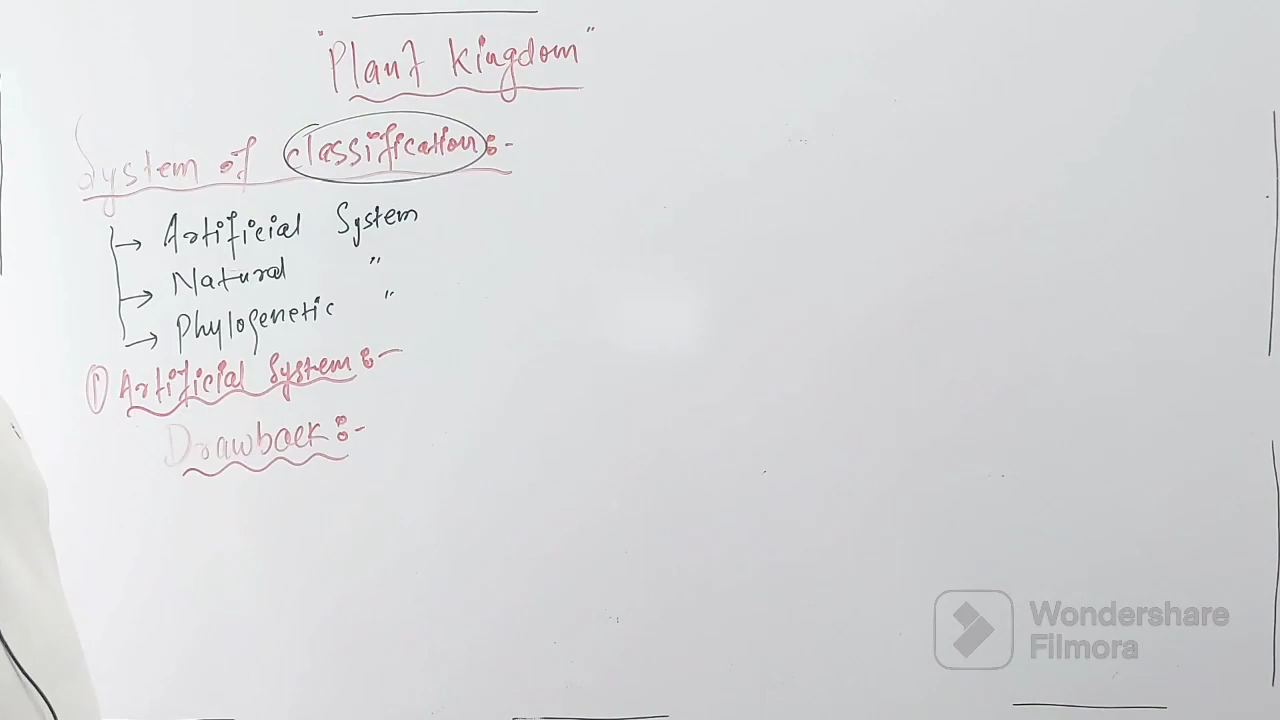 "Plant Kingdom"
System of classification:-
→ Artificial System
→ Natural "
→ Phylogenetic "
① Artificial System:-
Drawback:-
Wondershare
Filmora